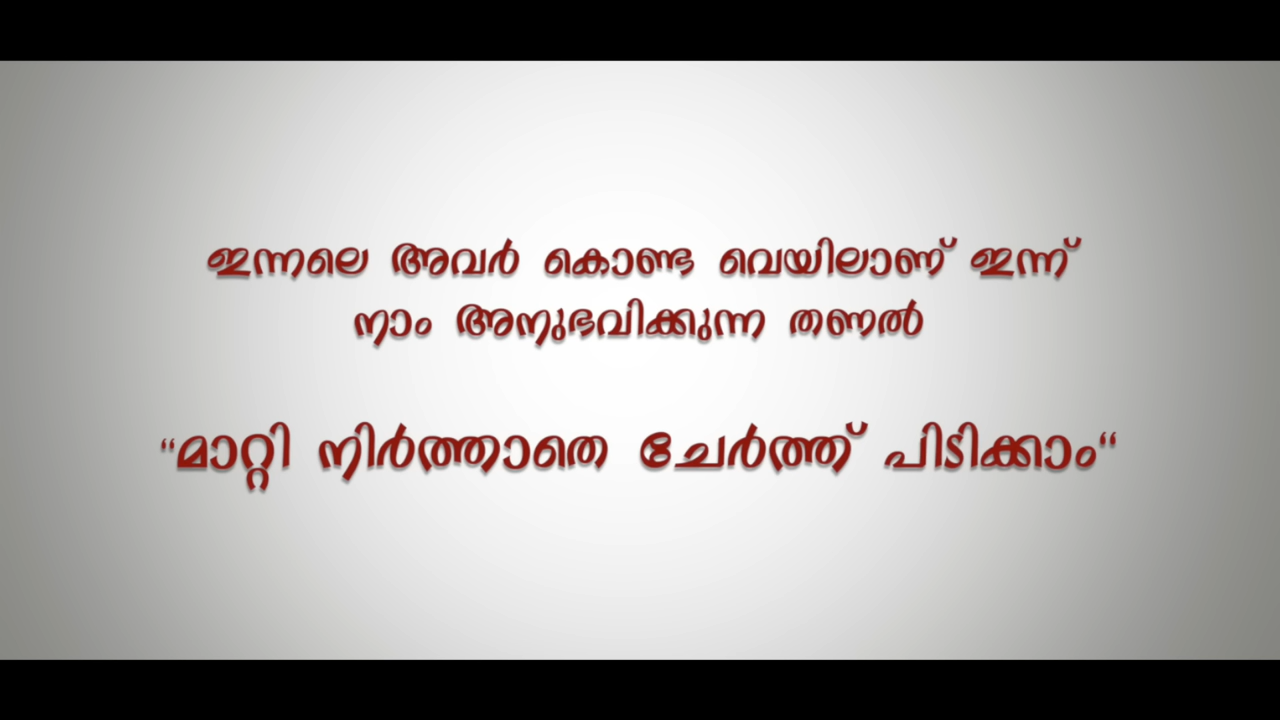 ഇന്നലെ അവർ കൊണ്ട വെയിലാണ് ഇന്ന്
നാം അനുഭവിക്കുന്ന തണൽ
“മാറ്റി നിർത്താതെ ചേർത്ത് പിടിക്കാം“